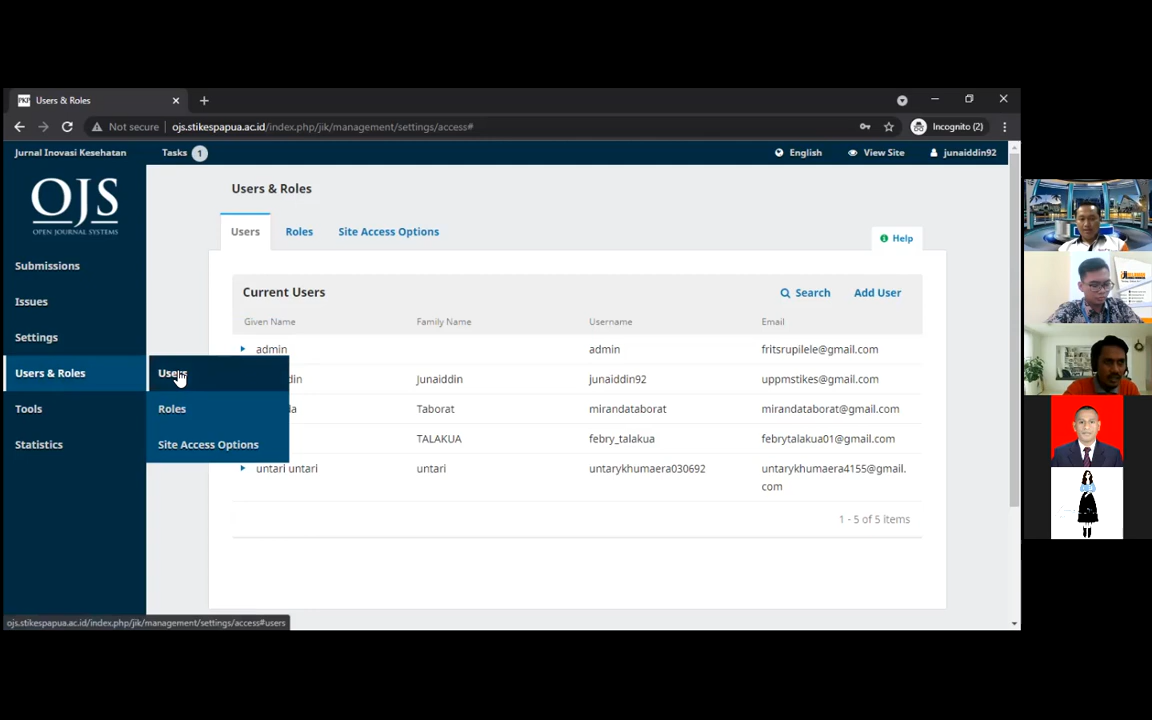 Users & Roles
Not secure
ojs.stikespapua.ac.id/index.php/jik/management/settings/access#
Incognito (2)
Jurnal Inovasi Kesehatan
Tasks 1
English
View Site
junaiddin92
OJS
OPEN JOURNAL SYSTEMS
Submissions
Issues
Settings
Users & Roles
Tools
Statistics
Users
Roles
Site Access Options
Users & Roles
Users
Roles
Site Access Options
Help
Current Users
Search
Add User
Given Name Family Name Username Email
admin admin fritsrupilele@gmail.com
din Junaiddin junaiddin92 uppmstikes@gmail.com
da Taborat mirandataborat mirandataborat@gmail.com
TALAKUA febry_talakua febrytalakua01@gmail.com
untari untari untari untarykhumaera030692 untarykhumaera4155@gmail.
com
1 - 5 of 5 items
ojs.stikespapua.ac.id/index.php/jik/management/settings/access#users